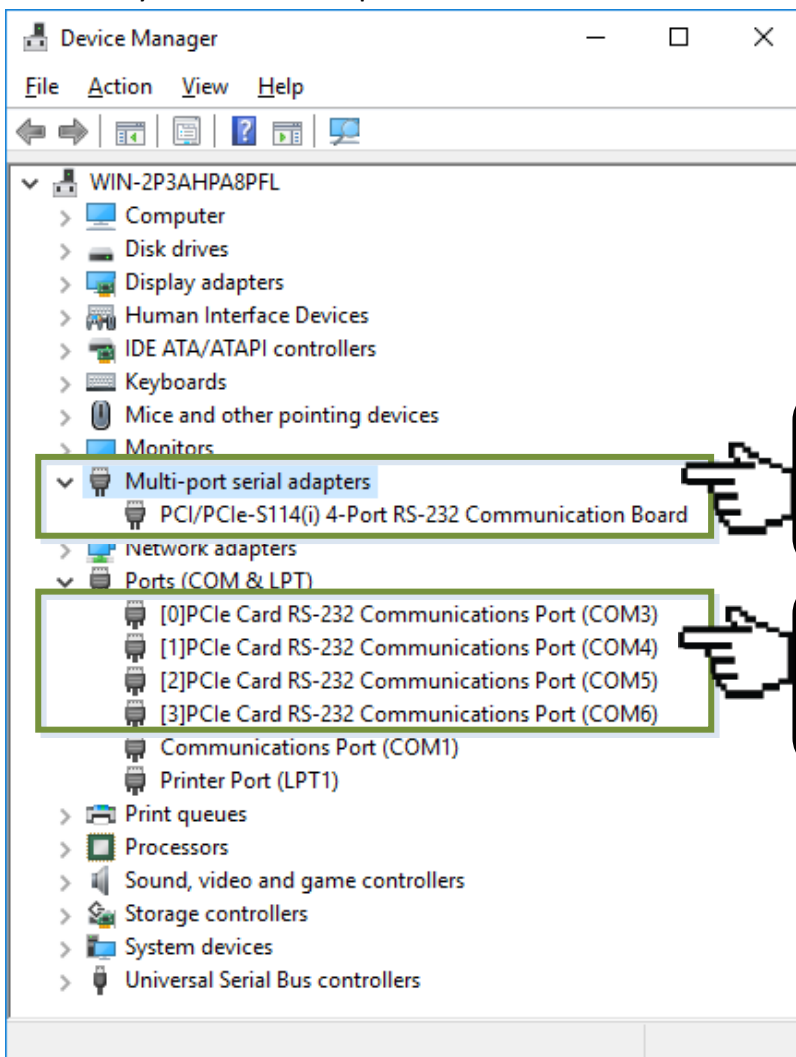 Device Manager
File Action View Help
WIN-2P3AHPA8PFL
Computer
Disk drives
Display adapters
Human Interface Devices
IDE ATA/ATAPI controllers
Keyboards
Mice and other pointing devices
Monitors
Multi-port serial adapters
PCI/PCIe-S114(i) 4-Port RS-232 Communication Board
Network adapters
Ports (COM & LPT)
[0]PCIe Card RS-232 Communications Port (COM3)
[1]PCIe Card RS-232 Communications Port (COM4)
[2]PCIe Card RS-232 Communications Port (COM5)
[3]PCIe Card RS-232 Communications Port (COM6)
Communications Port (COM1)
Printer Port (LPT1)
Print queues
Processors
Sound, video and game controllers
Storage controllers
System devices
Universal Serial Bus controllers